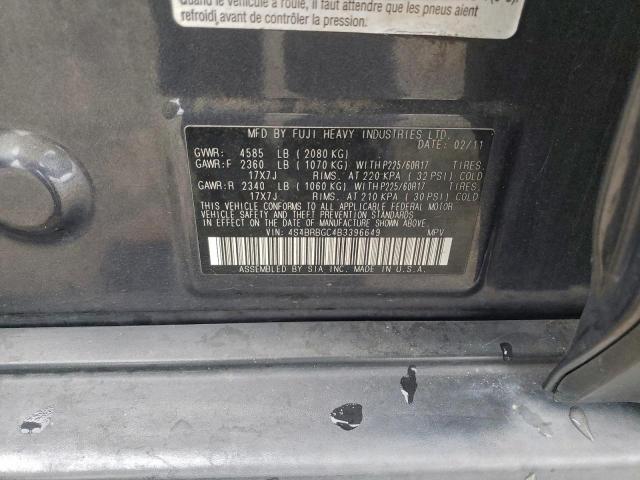 Quand le véhicule a roulé, il faut attendre que les pneus aient
refroidi, avant de contrôler la pression.
MFD BY FUJI HEAVY INDUSTRIES LTD.
DATE: 02/11
GVWR: 4585 LB (2080 KG)
GAWR:F 2360 LB (1070 KG) WITH P225/60R17 TIRES,
17X7J RIMS, AT 220 KPA (32 PSI) COLD
GAWR:R 2340 LB (1060 KG) WITH P225/60R17 TIRES,
17X7J RIMS, AT 210 KPA (30 PSI) COLD
THIS VEHICLE CONFORMS TO ALL APPLICABLE FEDERAL MOTOR
VEHICLE SAFETY AND THEFT PREVENTION STANDARDS
IN EFFECT ON THE DATE OF MANUFACTURE SHOWN ABOVE.
VIN: 4S4BRBGC4B3396649 MPV
ASSEMBLED BY SIA INC. MADE IN U.S.A.